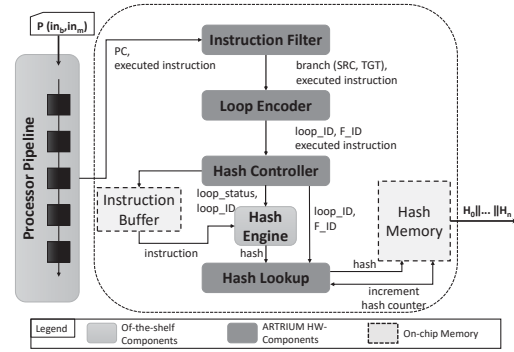 P (in_b,in_m)
Processor Pipeline
PC,
executed instruction
Instruction Filter
branch (SRC, TGT),
executed instruction
Loop Encoder
loop_ID, F_ID
executed instruction
Hash Controller
loop_status,
loop_ID
Instruction
Buffer
instruction
Hash
Engine
hash
loop_ID,
F_ID
Hash Lookup
hash
increment
hash counter
Hash
Memory
H₀||... ||Hₙ
Legend
Of-the-shelf
Components
ARTRIUM HW-
Components
On-chip Memory